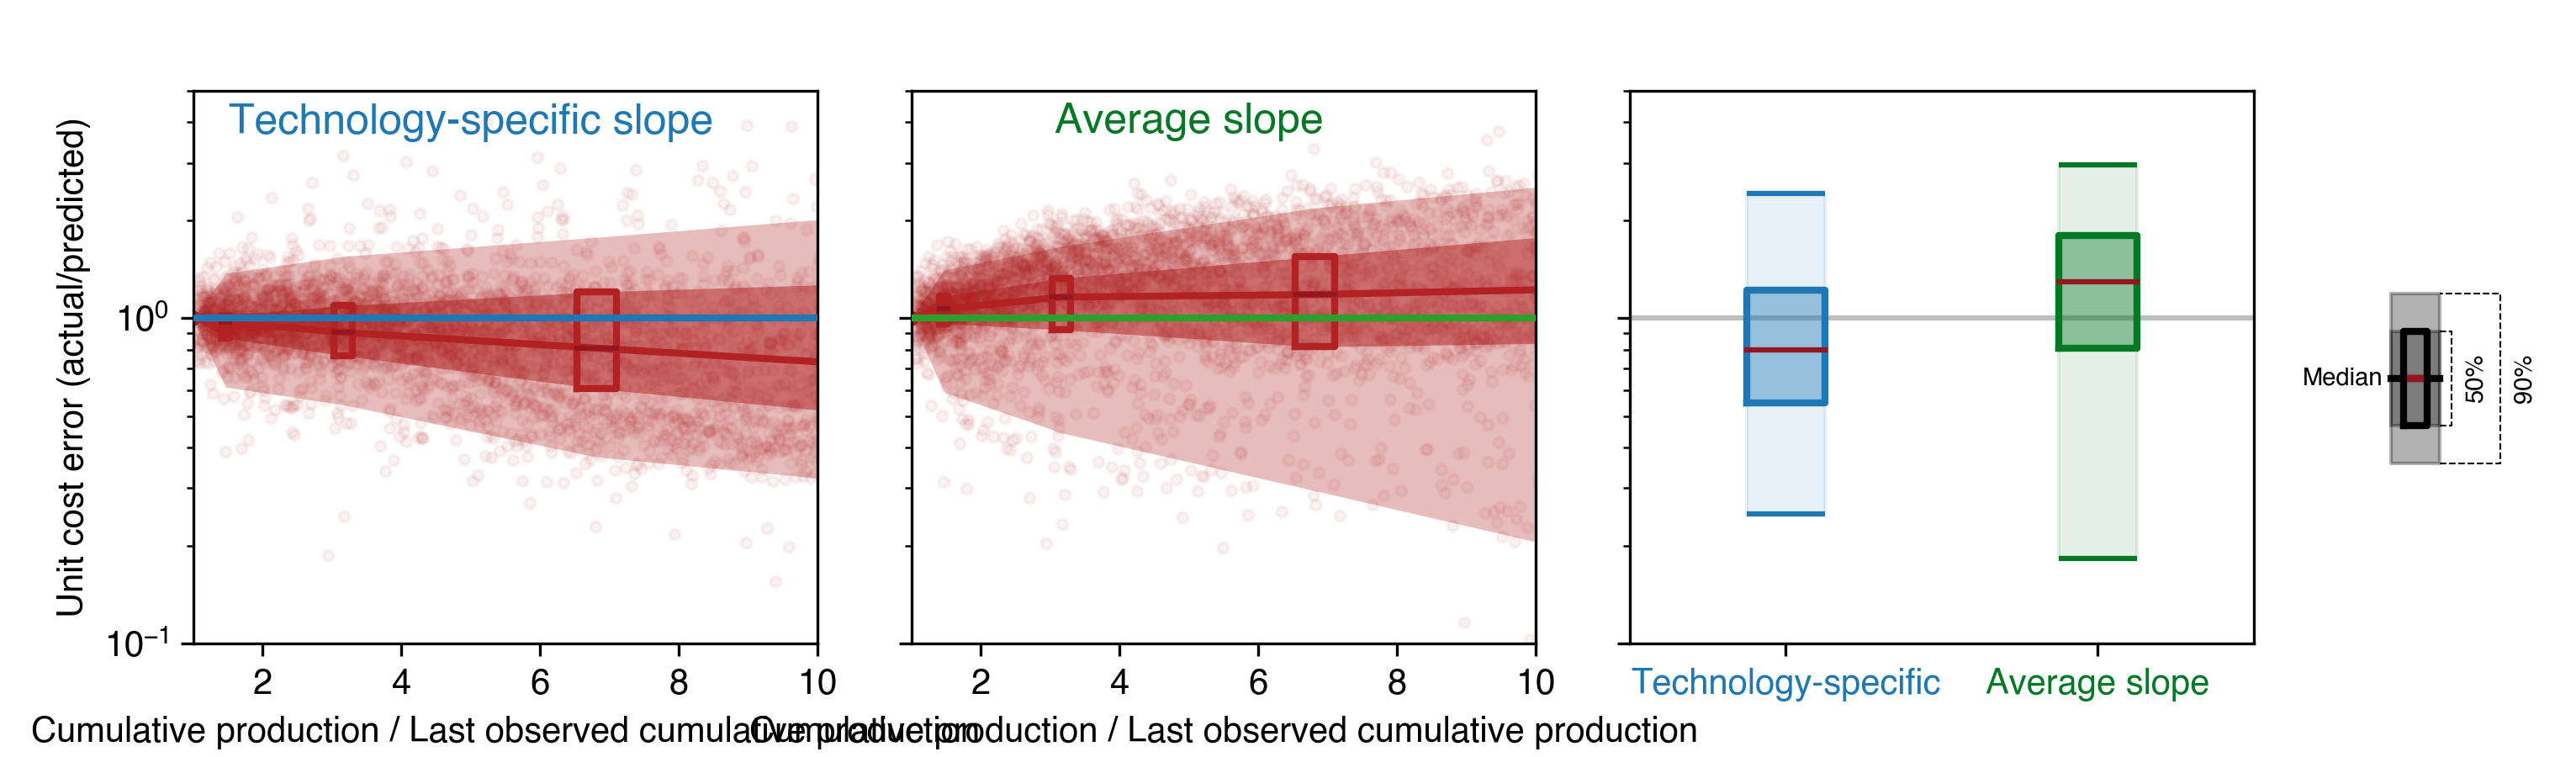 Technology-specific slope
Average slope
Unit cost error (actual/predicted)
10⁰
10⁻¹
2 4 6 8 10
2 4 6 8 10
Cumulative production / Last observed cumulative production
Cumulative production / Last observed cumulative production
Technology-specific
Average slope
Median
50%
90%